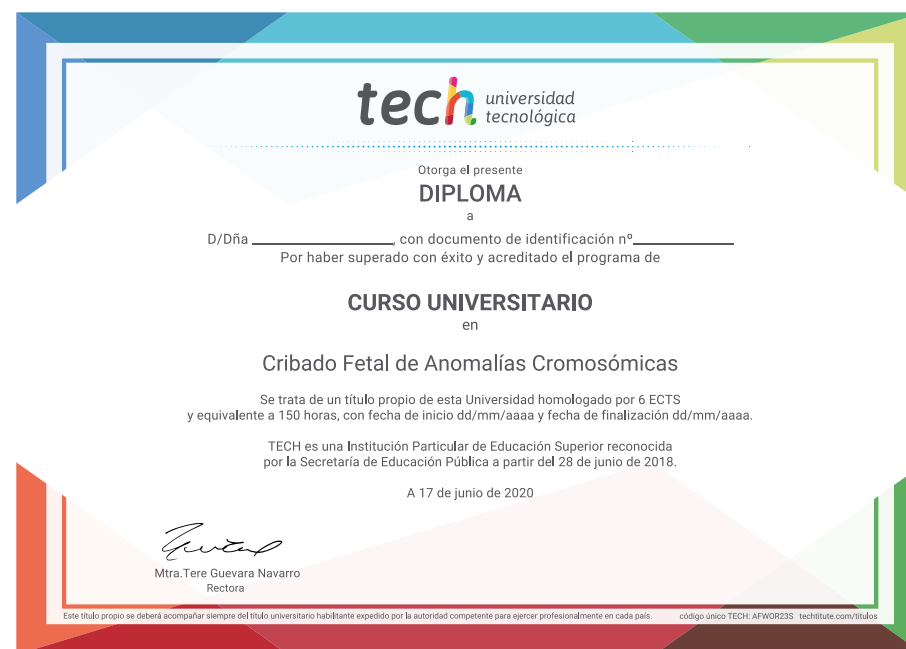 tech universidad
tecnológica
Otorga el presente
DIPLOMA
a
D/Dña ________________, con documento de identificación nº____________
Por haber superado con éxito y acreditado el programa de
CURSO UNIVERSITARIO
en
Cribado Fetal de Anomalías Cromosómicas
Se trata de un título propio de esta Universidad homologado por 6 ECTS
y equivalente a 150 horas, con fecha de inicio dd/mm/aaaa y fecha de finalización dd/mm/aaaa.
TECH es una Institución Particular de Educación Superior reconocida
por la Secretaría de Educación Pública a partir del 28 de junio de 2018.
A 17 de junio de 2020
Mtra.Tere Guevara Navarro
Rectora
Este título propio se deberá acompañar siempre del título universitario habilitante expedido por la autoridad competente para ejercer profesionalmente en cada país. código único TECH: AFWOR23S techtitute.com/titulos